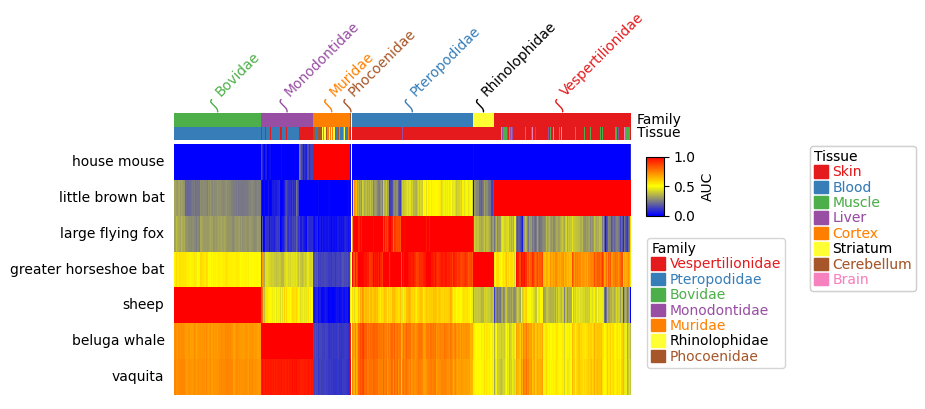 ∫ Bovidae
∫ Monodontidae
∫ Muridae
∫ Phocoenidae
∫ Pteropodidae
∫ Rhinolophidae
∫ Vespertilionidae
Family
Tissue
house mouse
little brown bat
large flying fox
greater horseshoe bat
sheep
beluga whale
vaquita
1.0
0.5
0.0
AUC
Family
Vespertilionidae
Pteropodidae
Bovidae
Monodontidae
Muridae
Rhinolophidae
Phocoenidae
Tissue
Skin
Blood
Muscle
Liver
Cortex
Striatum
Cerebellum
Brain